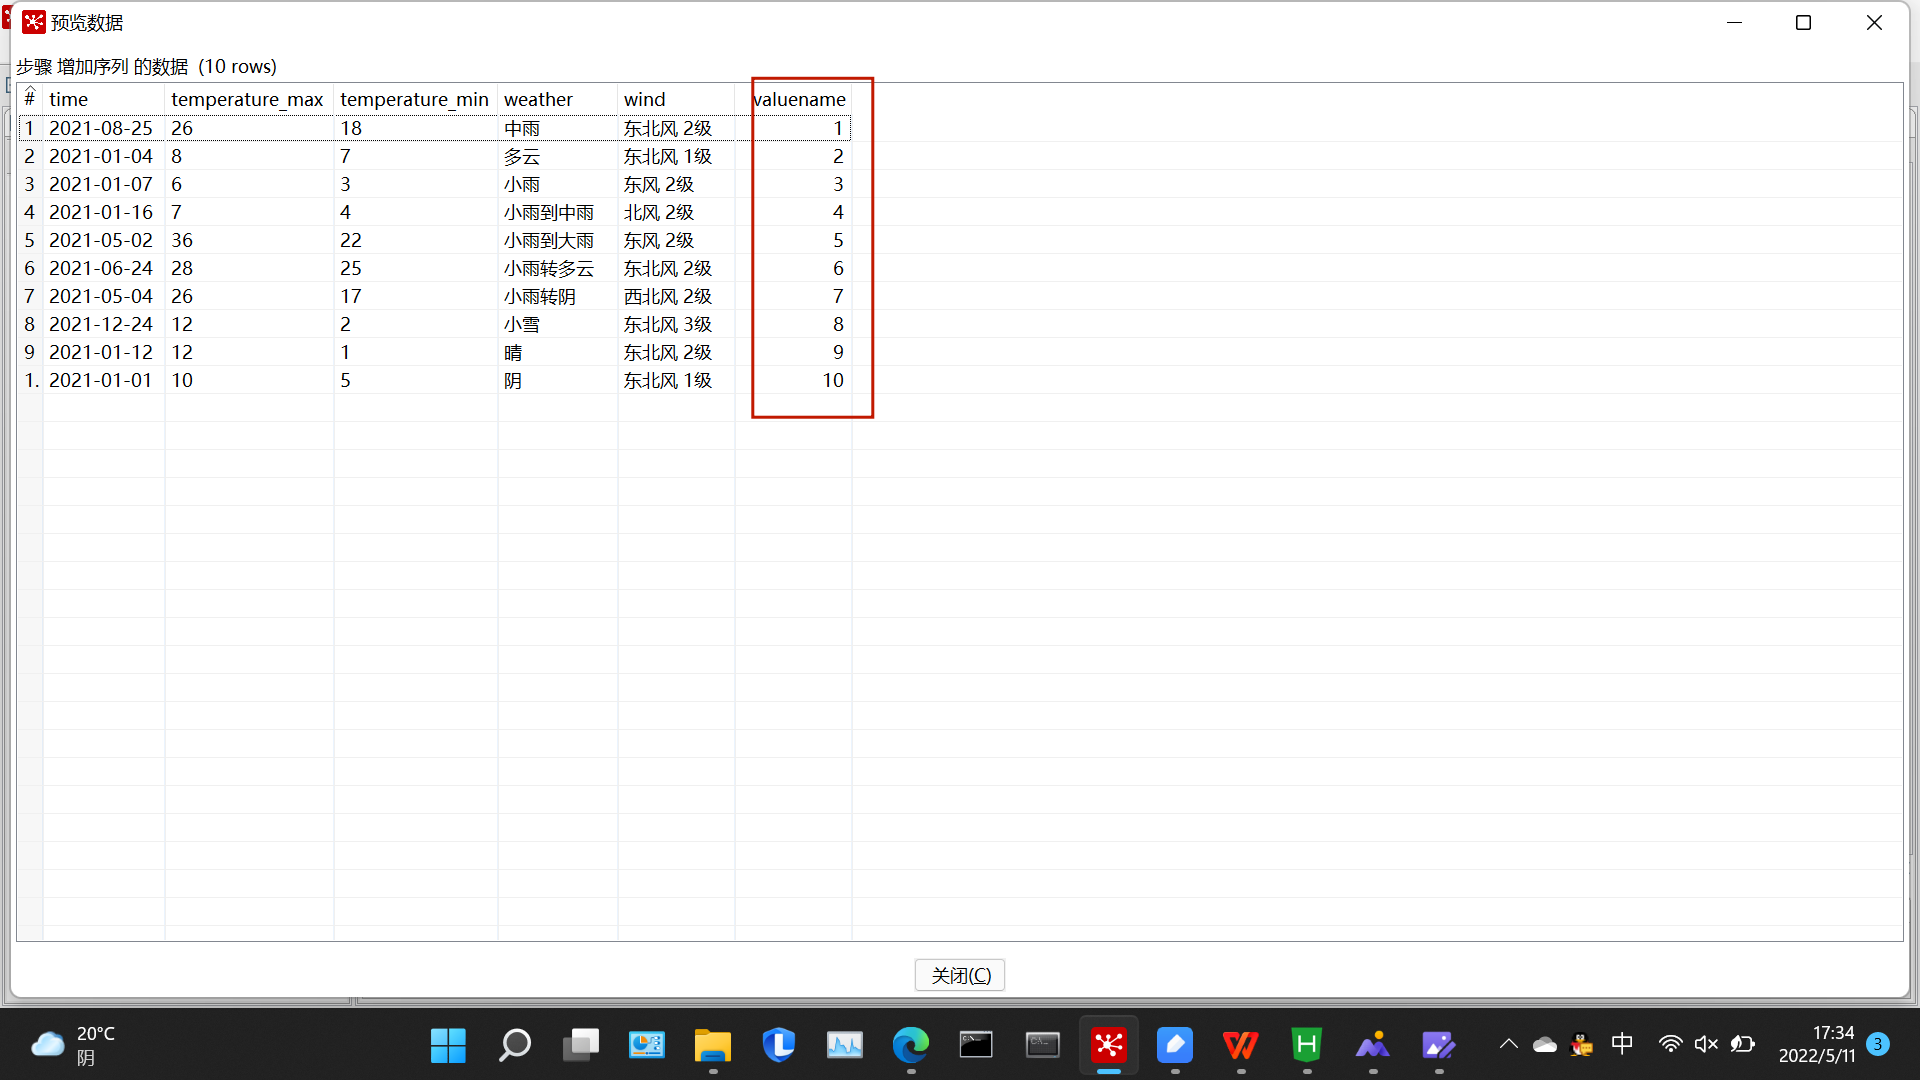 预览数据
步骤 增加序列 的数据 (10 rows)
# time temperature_max temperature_min weather wind valuename
1 2021-08-25 26 18 中雨 东北风 2级 1
2 2021-01-04 8 7 多云 东北风 1级 2
3 2021-01-07 6 3 小雨 东风 2级 3
4 2021-01-16 7 4 小雨到中雨 北风 2级 4
5 2021-05-02 36 22 小雨到大雨 东风 2级 5
6 2021-06-24 28 25 小雨转多云 东北风 2级 6
7 2021-05-04 26 17 小雨转阴 西北风 2级 7
8 2021-12-24 12 2 小雪 东北风 3级 8
9 2021-01-12 12 1 晴 东北风 2级 9
1. 2021-01-01 10 5 阴 东北风 1级 10
关闭(C)
20°C
阴
中
17:34
2022/5/11
3